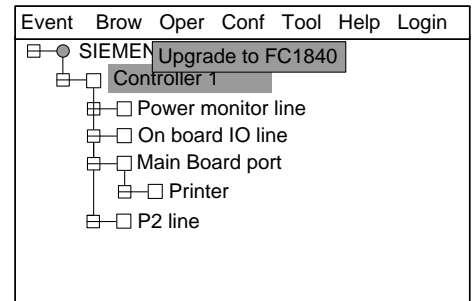 Event Brow Oper Conf Tool Help Login
SIEMEN
Upgrade to FC1840
Controller 1
Power monitor line
On board IO line
Main Board port
Printer
P2 line